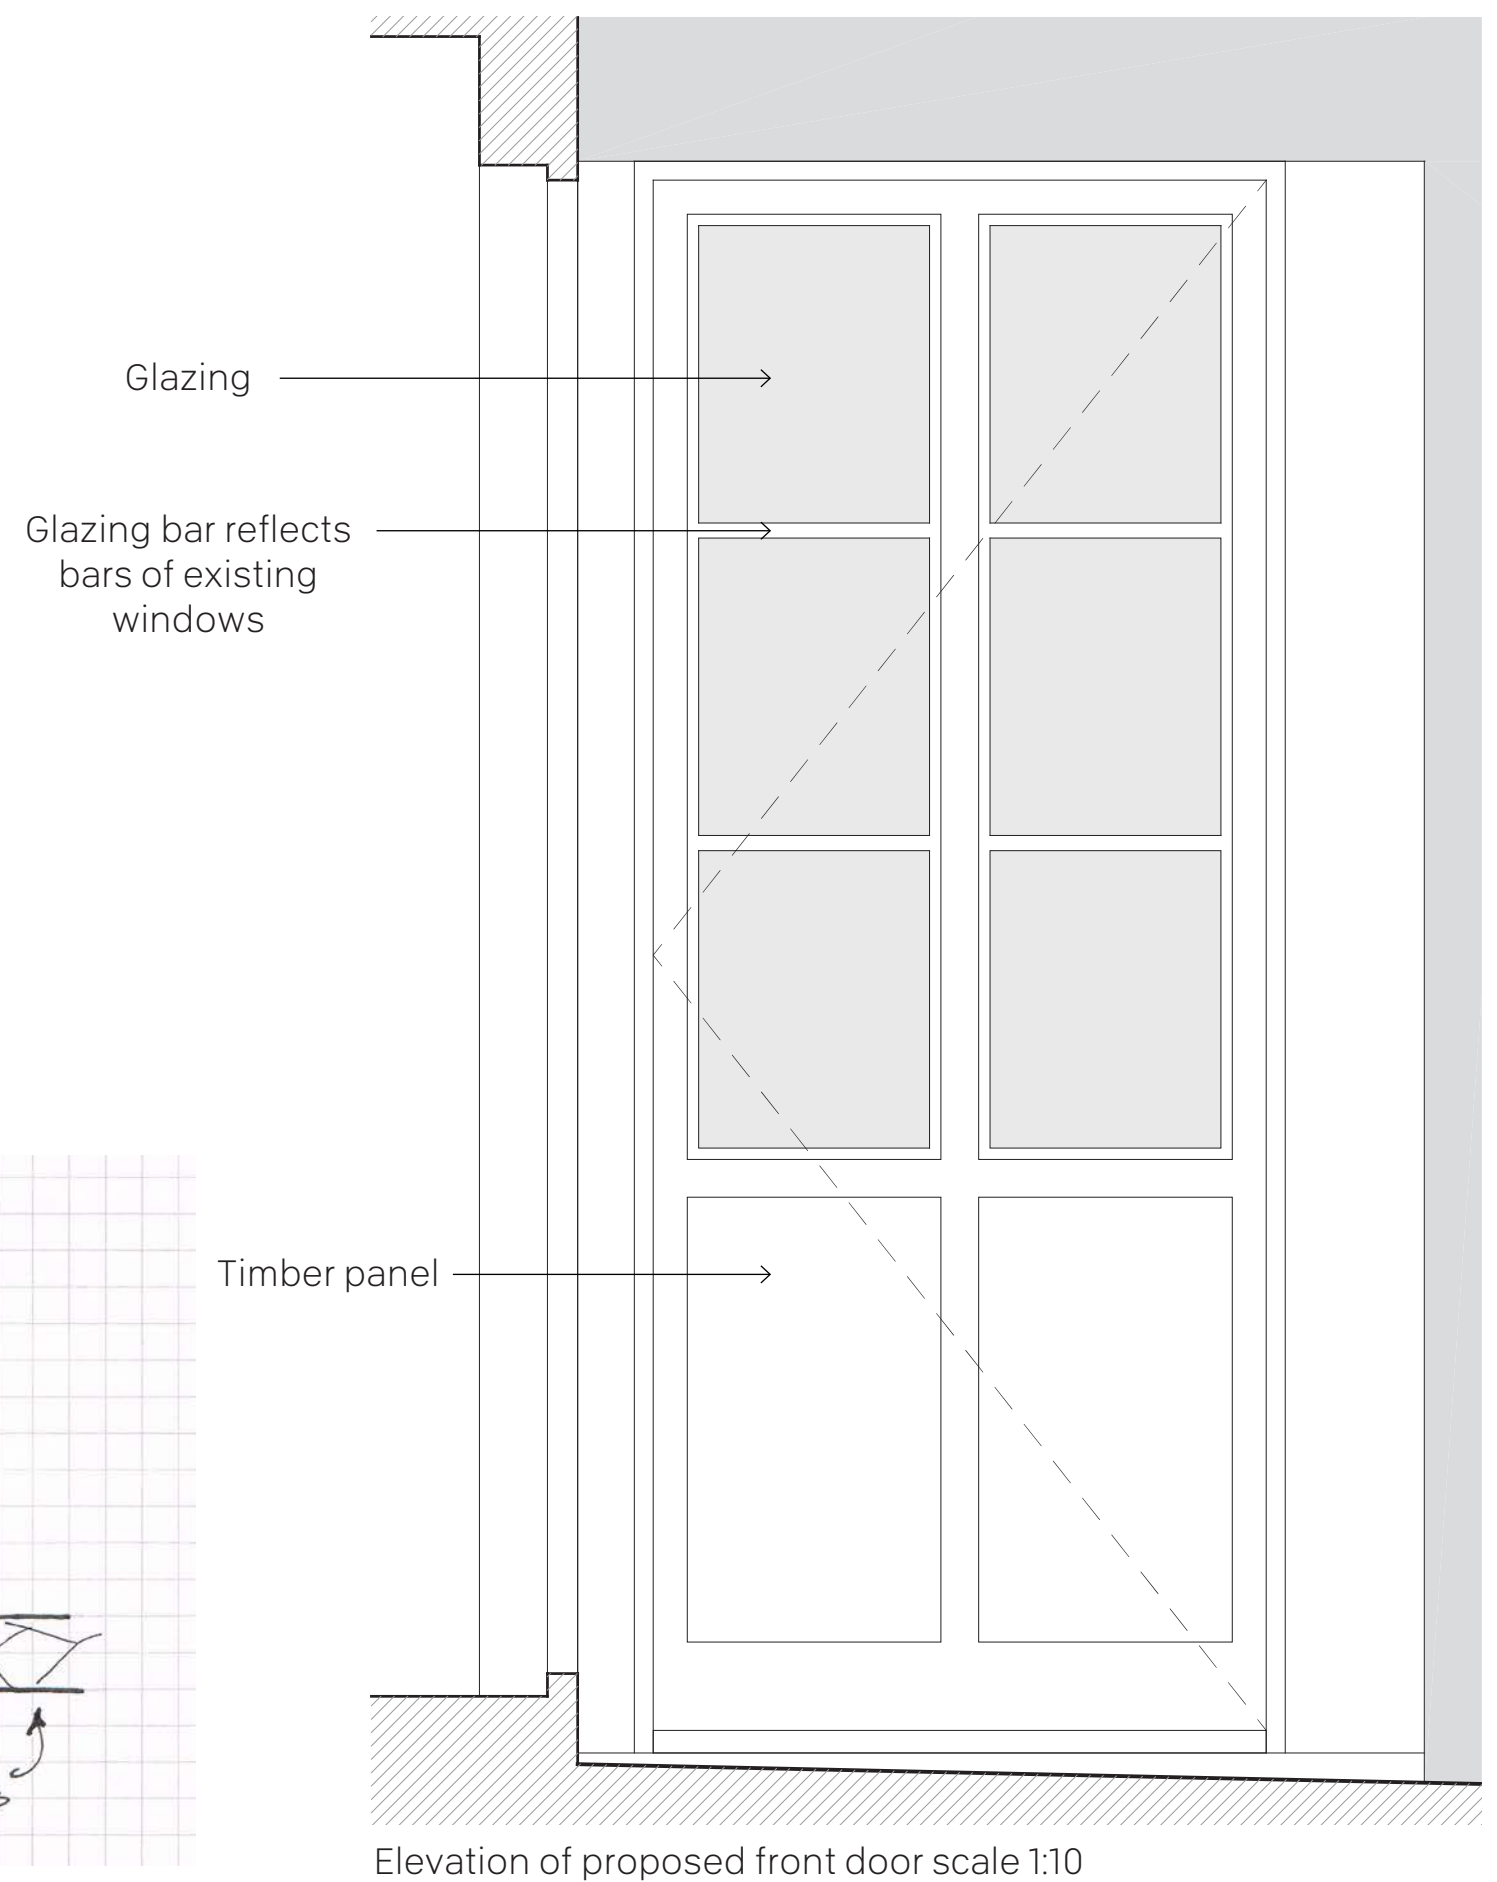 Glazing
Glazing bar reflects
bars of existing
windows
Timber panel
Elevation of proposed front door scale 1:10